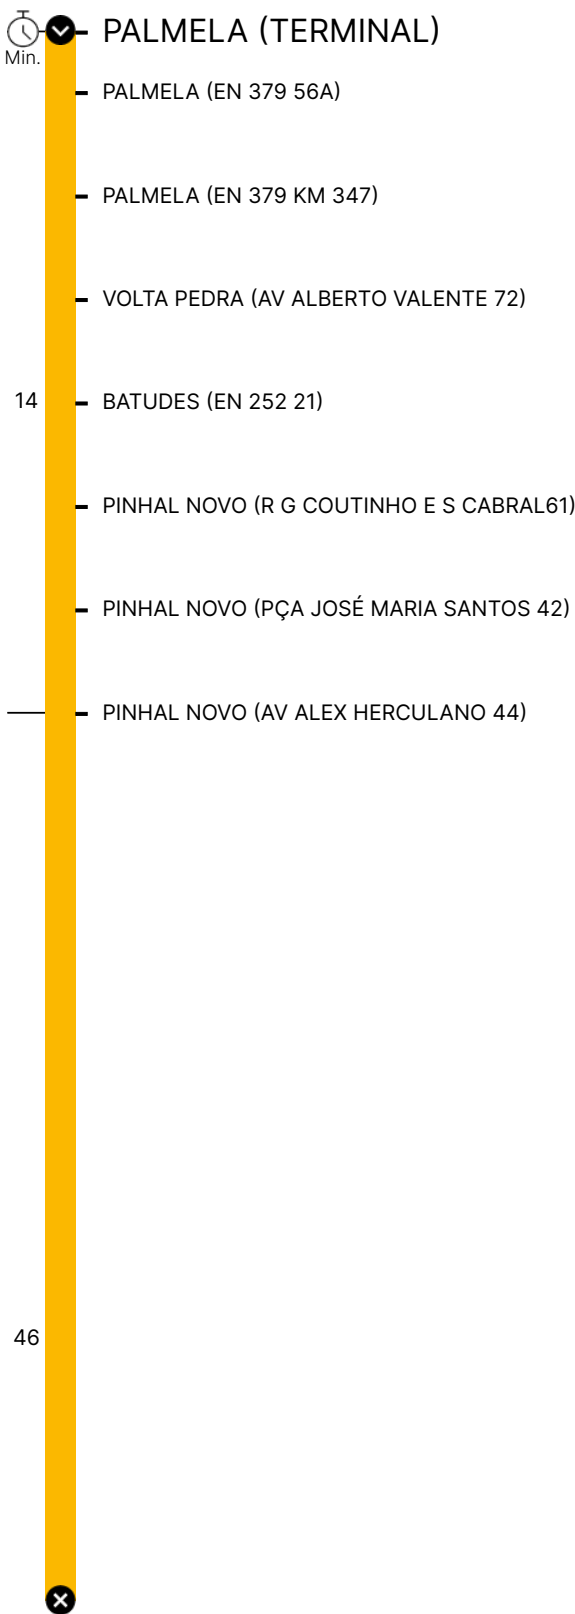 PALMELA (TERMINAL)
Min.
PALMELA (EN 379 56A)
PALMELA (EN 379 KM 347)
VOLTA PEDRA (AV ALBERTO VALENTE 72)
14 BATUDES (EN 252 21)
PINHAL NOVO (R G COUTINHO E S CABRAL61)
PINHAL NOVO (PÇA JOSÉ MARIA SANTOS 42)
PINHAL NOVO (AV ALEX HERCULANO 44)
46